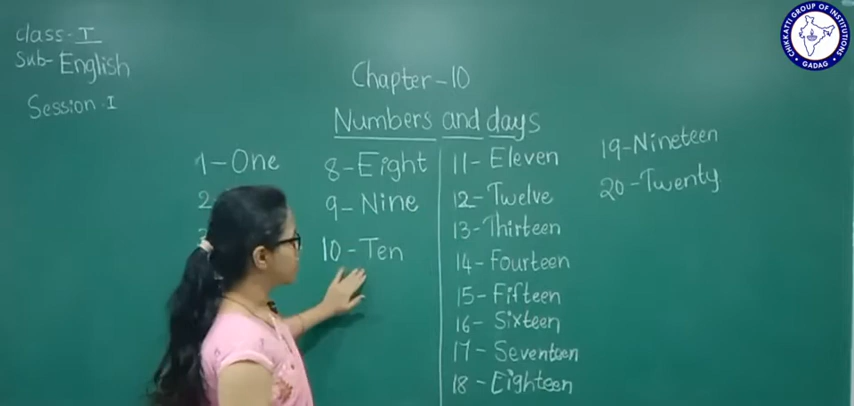 class - I
Sub - English
Session . I
Chapter - 10
Numbers and days
1 - One
2
8 - Eight
9 - Nine
10 - Ten
11 - Eleven
12 - Twelve
13 - Thirteen
14 - Fourteen
15 - Fifteen
16 - Sixteen
17 - Seventeen
18 - Eighteen
19 - Nineteen
20 - Twenty
CHIKKATTI GROUP OF INSTITUTIONS
GADAG